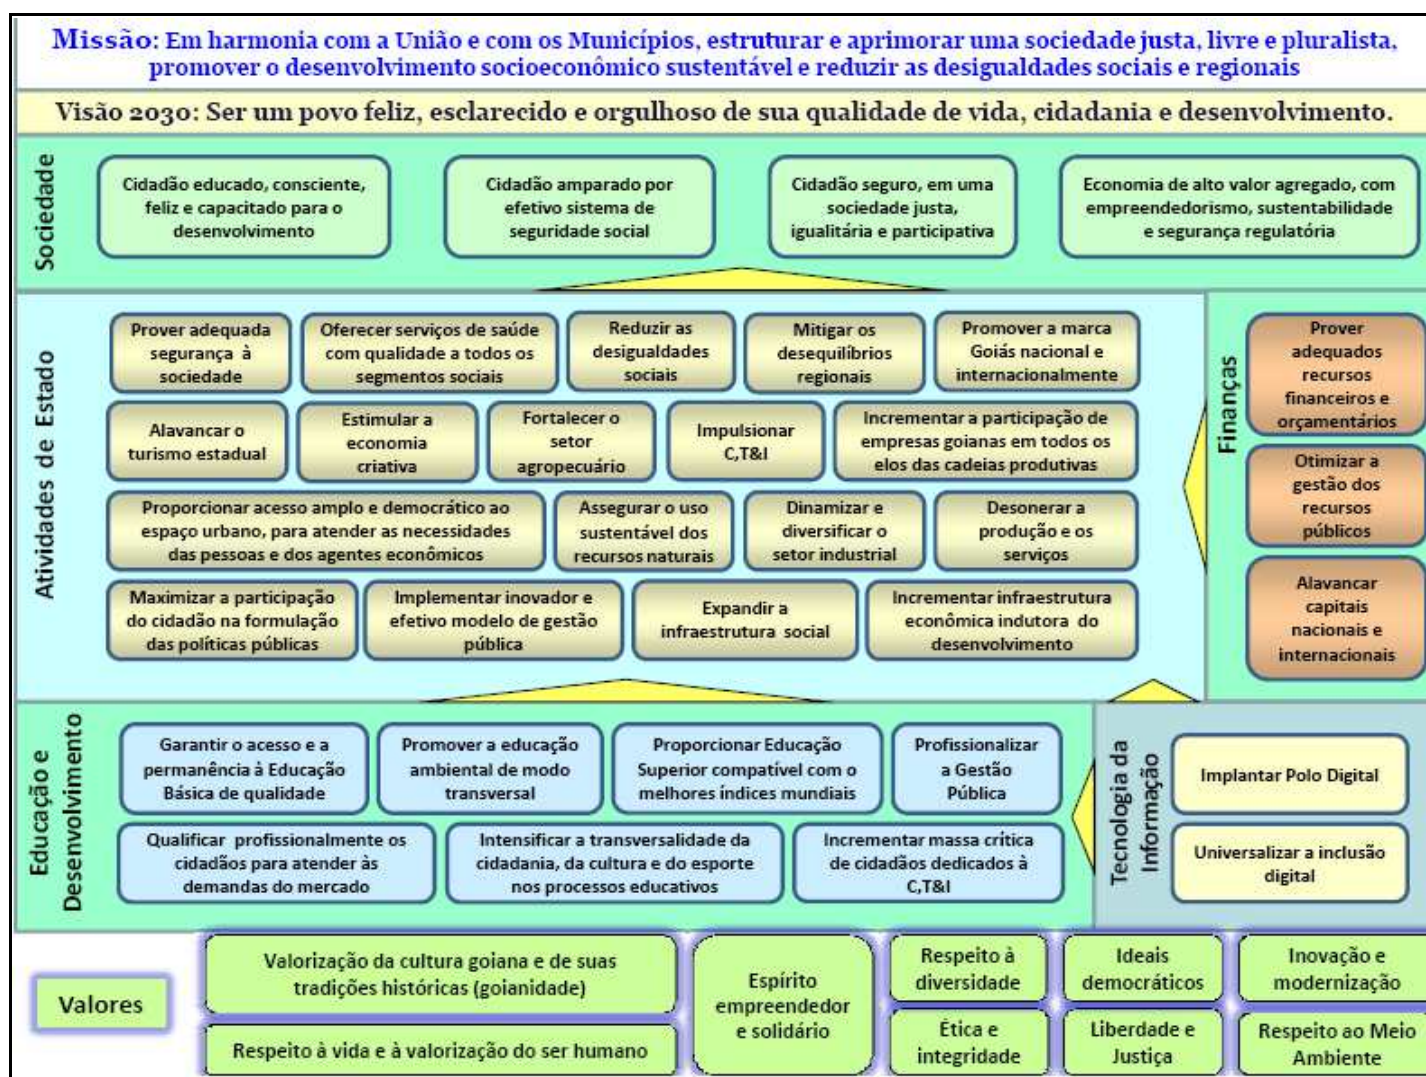 Missão: Em harmonia com a União e com os Municípios, estruturar e aprimorar uma sociedade justa, livre e pluralista,
promover o desenvolvimento socioeconômico sustentável e reduzir as desigualdades sociais e regionais
Visão 2030: Ser um povo feliz, esclarecido e orgulhoso de sua qualidade de vida, cidadania e desenvolvimento.
Sociedade
Cidadão educado, consciente,
feliz e capacitado para o
desenvolvimento
Cidadão amparado por
efetivo sistema de
seguridade social
Cidadão seguro, em uma
sociedade justa,
igualitária e participativa
Economia de alto valor agregado, com
empreendedorismo, sustentabilidade
e segurança regulatória
Atividades de Estado
Prover adequada
segurança à
sociedade
Oferecer serviços de saúde
com qualidade a todos os
segmentos sociais
Reduzir as
desigualdades
sociais
Mitigar os
desequilíbrios
regionais
Promover a marca
Goiás nacional e
internacionalmente
Alavancar o
turismo estadual
Estimular a
economia
criativa
Fortalecer o
setor
agropecuário
Impulsionar
C,T&I
Incrementar a participação de
empresas goianas em todos os
elos das cadeias produtivas
Proporcionar acesso amplo e democrático ao
espaço urbano, para atender as necessidades
das pessoas e dos agentes econômicos
Assegurar o uso
sustentável dos
recursos naturais
Dinamizar e
diversificar o
setor industrial
Desonerar a
produção e os
serviços
Maximizar a participação
do cidadão na formulação
das políticas públicas
Implementar inovador e
efetivo modelo de gestão
pública
Expandir a
infraestrutura social
Incrementar infraestrutura
econômica indutora do
desenvolvimento
Finanças
Prover
adequados
recursos
financeiros e
orçamentários
Otimizar a
gestão dos
recursos
públicos
Alavancar
capitais
nacionais e
internacionais
Educação e
Desenvolvimento
Garantir o acesso e a
permanência à Educação
Básica de qualidade
Promover a educação
ambiental de modo
transversal
Proporcionar Educação
Superior compatível com o
melhores índices mundiais
Profissionalizar
a Gestão
Pública
Qualificar profissionalmente os
cidadãos para atender às
demandas do mercado
Intensificar a transversalidade da
cidadania, da cultura e do esporte
nos processos educativos
Incrementar massa crítica
de cidadãos dedicados à
C,T&I
Tecnologia da
Informação
Implantar Polo Digital
Universalizar a inclusão
digital
Valores
Valorização da cultura goiana e de suas
tradições históricas (goianidade)
Respeito à vida e à valorização do ser humano
Espírito
empreendedor
e solidário
Respeito à
diversidade
Ideais
democráticos
Inovação e
modernização
Ética e
integridade
Liberdade e
Justiça
Respeito ao Meio
Ambiente